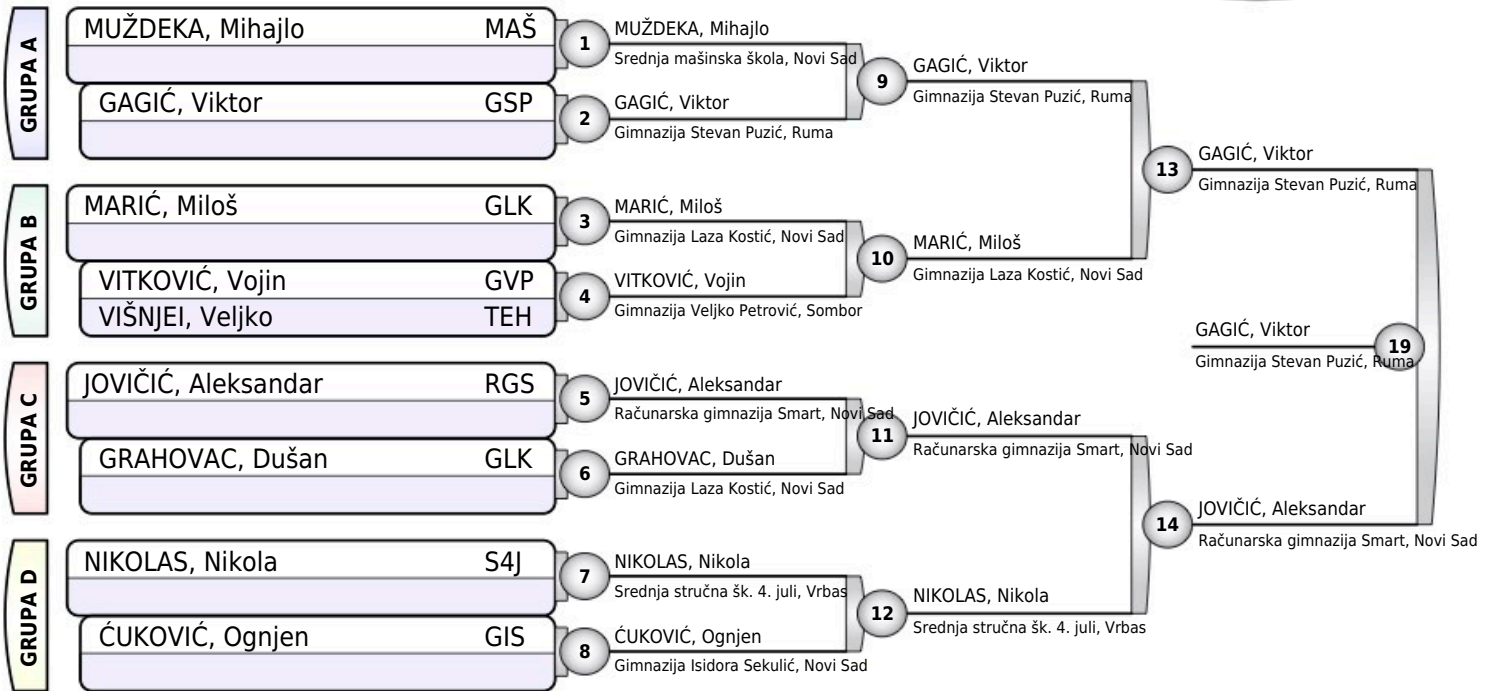 GRUPA A
MUŽDEKA, Mihajlo MAŠ
GAGIĆ, Viktor GSP
GRUPA B
MARIĆ, Miloš GLK
VITKOVIĆ, Vojin GVP
VIŠNJEI, Veljko TEH
GRUPA C
JOVIČIĆ, Aleksandar RGS
GRAHOVAC, Dušan GLK
GRUPA D
NIKOLAS, Nikola S4J
ĆUKOVIĆ, Ognjen GIS
1
MUŽDEKA, Mihajlo
Srednja mašinska škola, Novi Sad
2
GAGIĆ, Viktor
Gimnazija Stevan Puzić, Ruma
3
MARIĆ, Miloš
Gimnazija Laza Kostić, Novi Sad
4
VITKOVIĆ, Vojin
Gimnazija Veljko Petrović, Sombor
5
JOVIČIĆ, Aleksandar
Računarska gimnazija Smart, Novi Sad
6
GRAHOVAC, Dušan
Gimnazija Laza Kostić, Novi Sad
7
NIKOLAS, Nikola
Srednja stručna šk. 4. juli, Vrbas
8
ĆUKOVIĆ, Ognjen
Gimnazija Isidora Sekulić, Novi Sad
9
GAGIĆ, Viktor
Gimnazija Stevan Puzić, Ruma
10
MARIĆ, Miloš
Gimnazija Laza Kostić, Novi Sad
11
JOVIČIĆ, Aleksandar
Računarska gimnazija Smart, Novi Sad
12
NIKOLAS, Nikola
Srednja stručna šk. 4. juli, Vrbas
13
GAGIĆ, Viktor
Gimnazija Stevan Puzić, Ruma
14
JOVIČIĆ, Aleksandar
Računarska gimnazija Smart, Novi Sad
GAGIĆ, Viktor
Gimnazija Stevan Puzić, Ruma
19